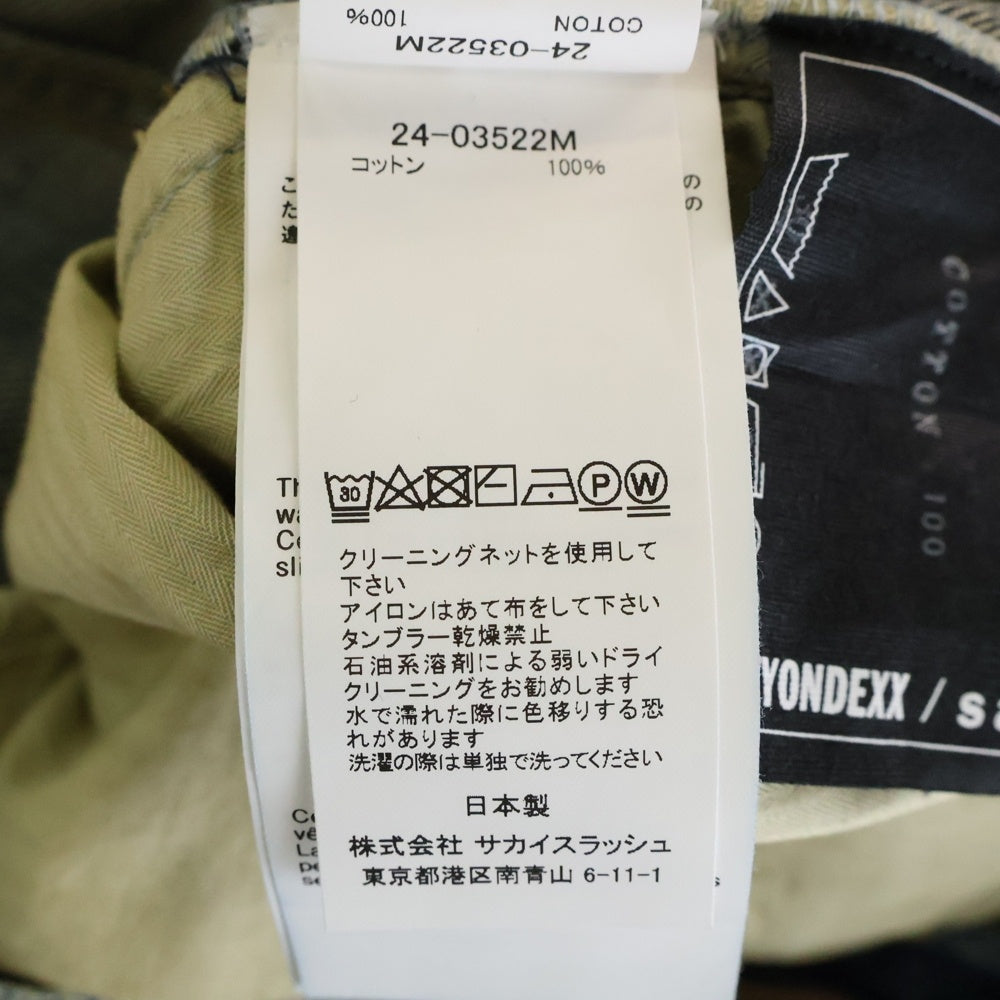 24-03522M
COTTON 100%
24-03522M
コットン 100%
30
P
W
クリーニングネットを使用して
下さい
アイロンはあて布をして下さい
タンブラー乾燥禁止
石油系溶剤による弱いドライ
クリーニングをお勧めします
水で濡れた際に色移りする恐
れがあります
洗濯の際は単独で洗ってください
日本製
株式会社 サカイスラッシュ
東京都港区南青山 6-11-1
COTTON 100
YONDEXX /